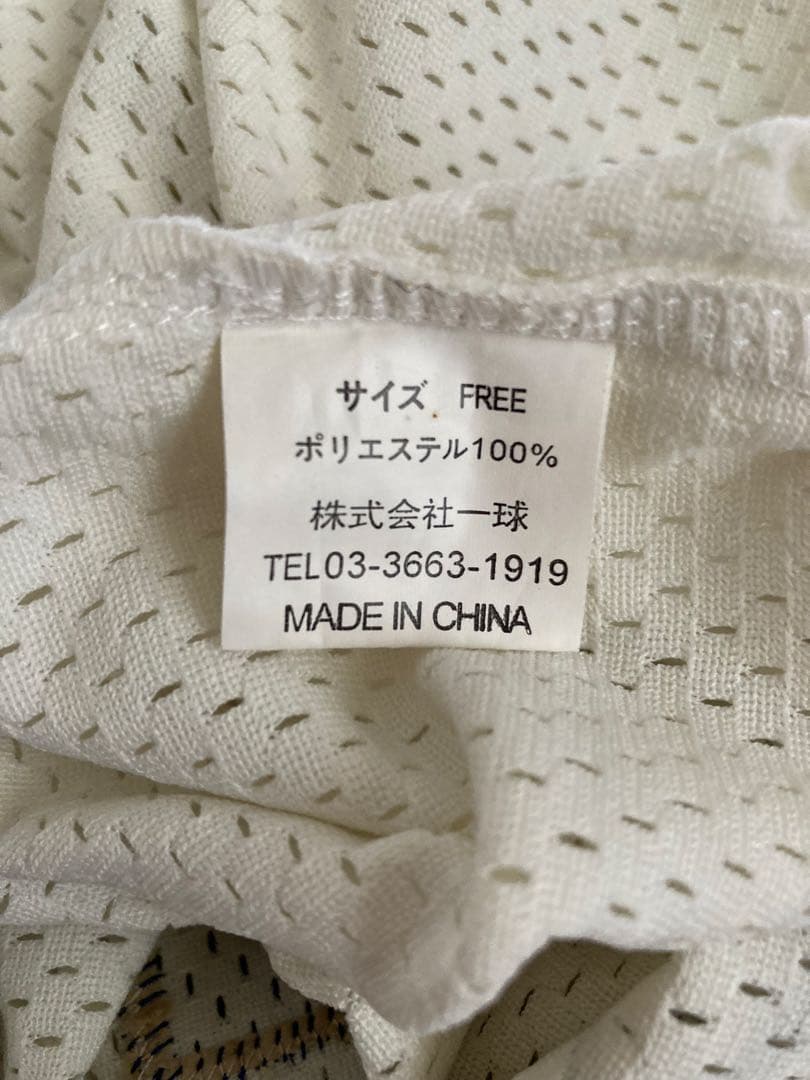 サイズ FREE
ポリエステル100%
株式会社一球
TEL03-3663-1919
MADE IN CHINA